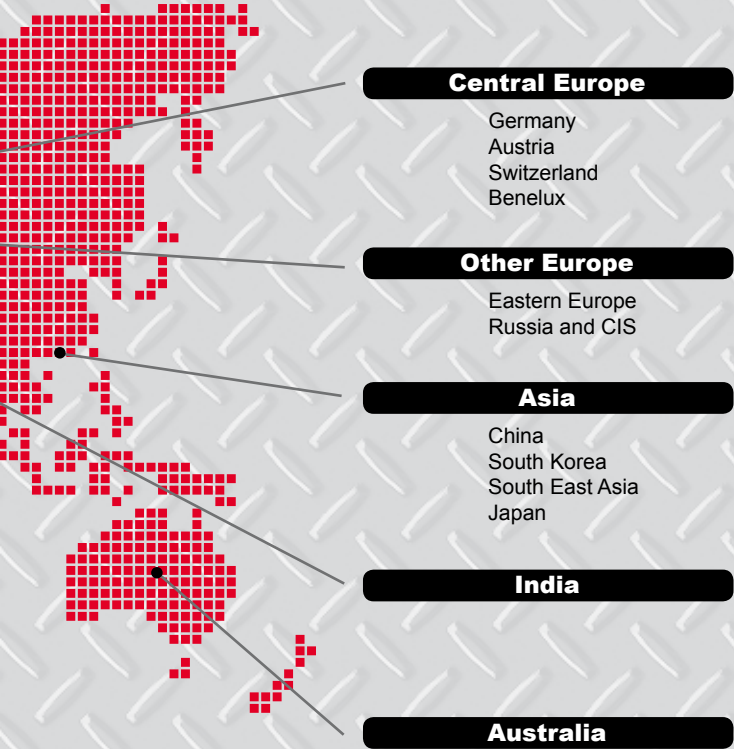 Central Europe
Germany
Austria
Switzerland
Benelux
Other Europe
Eastern Europe
Russia and CIS
Asia
China
South Korea
South East Asia
Japan
India
Australia